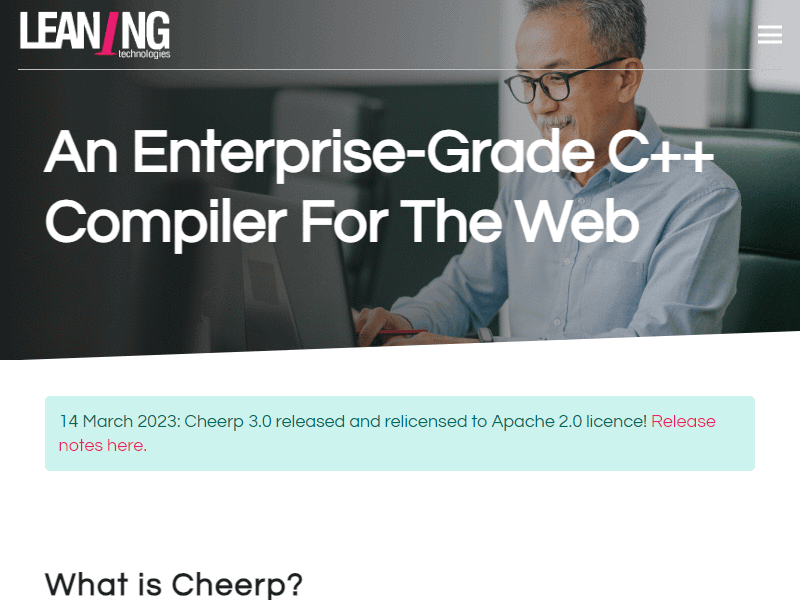 LEANING
technologies
An Enterprise-Grade C++
Compiler For The Web
14 March 2023: Cheerp 3.0 released and relicensed to Apache 2.0 licence! Release
notes here.
What is Cheerp?